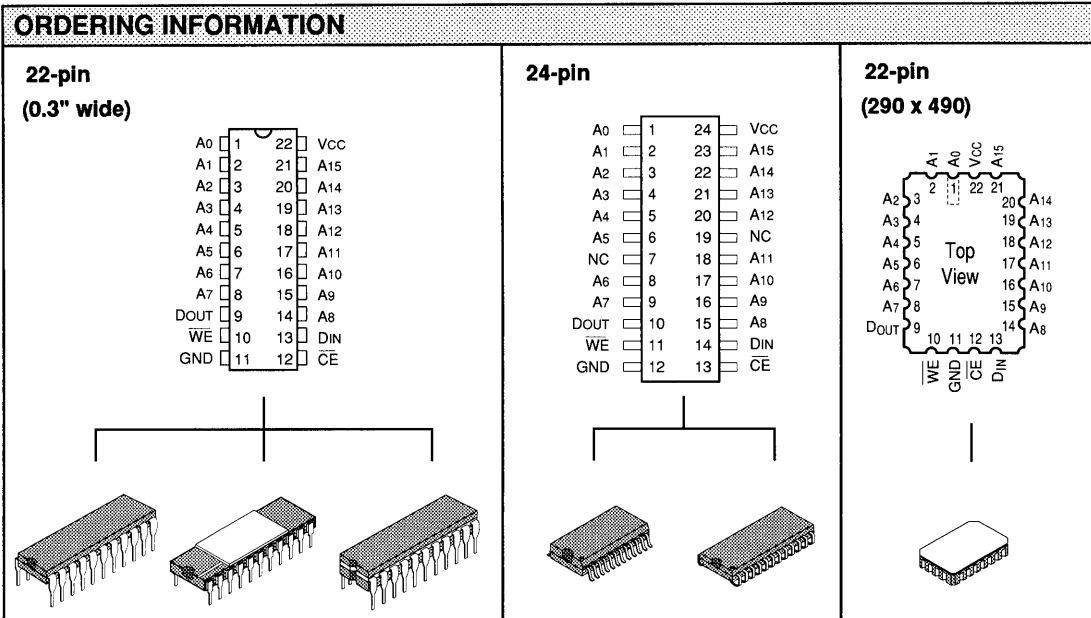 ORDERING INFORMATION
22-pin
(0.3" wide)
A0 1 22 VCC
A1 2 21 A15
A2 3 20 A14
A3 4 19 A13
A4 5 18 A12
A5 6 17 A11
A6 7 16 A10
A7 8 15 A9
DOUT 9 14 A8
W̅E̅ 10 13 DIN
GND 11 12 C̅E̅
24-pin
A0 1 24 VCC
A1 2 23 A15
A2 3 22 A14
A3 4 21 A13
A4 5 20 A12
A5 6 19 NC
NC 7 18 A11
A6 8 17 A10
A7 9 16 A9
DOUT 10 15 A8
W̅E̅ 11 14 DIN
GND 12 13 C̅E̅
22-pin
(290 x 490)
A1 A0 VCC A15
2 1 22 21
A2 3 20 A14
A3 4 19 A13
A4 5 18 A12
A5 6 17 A11
A6 7 16 A10
A7 8 15 A9
DOUT 9 14 A8
Top
View
10 11 12 13
W̅E̅ GND C̅E̅ DIN